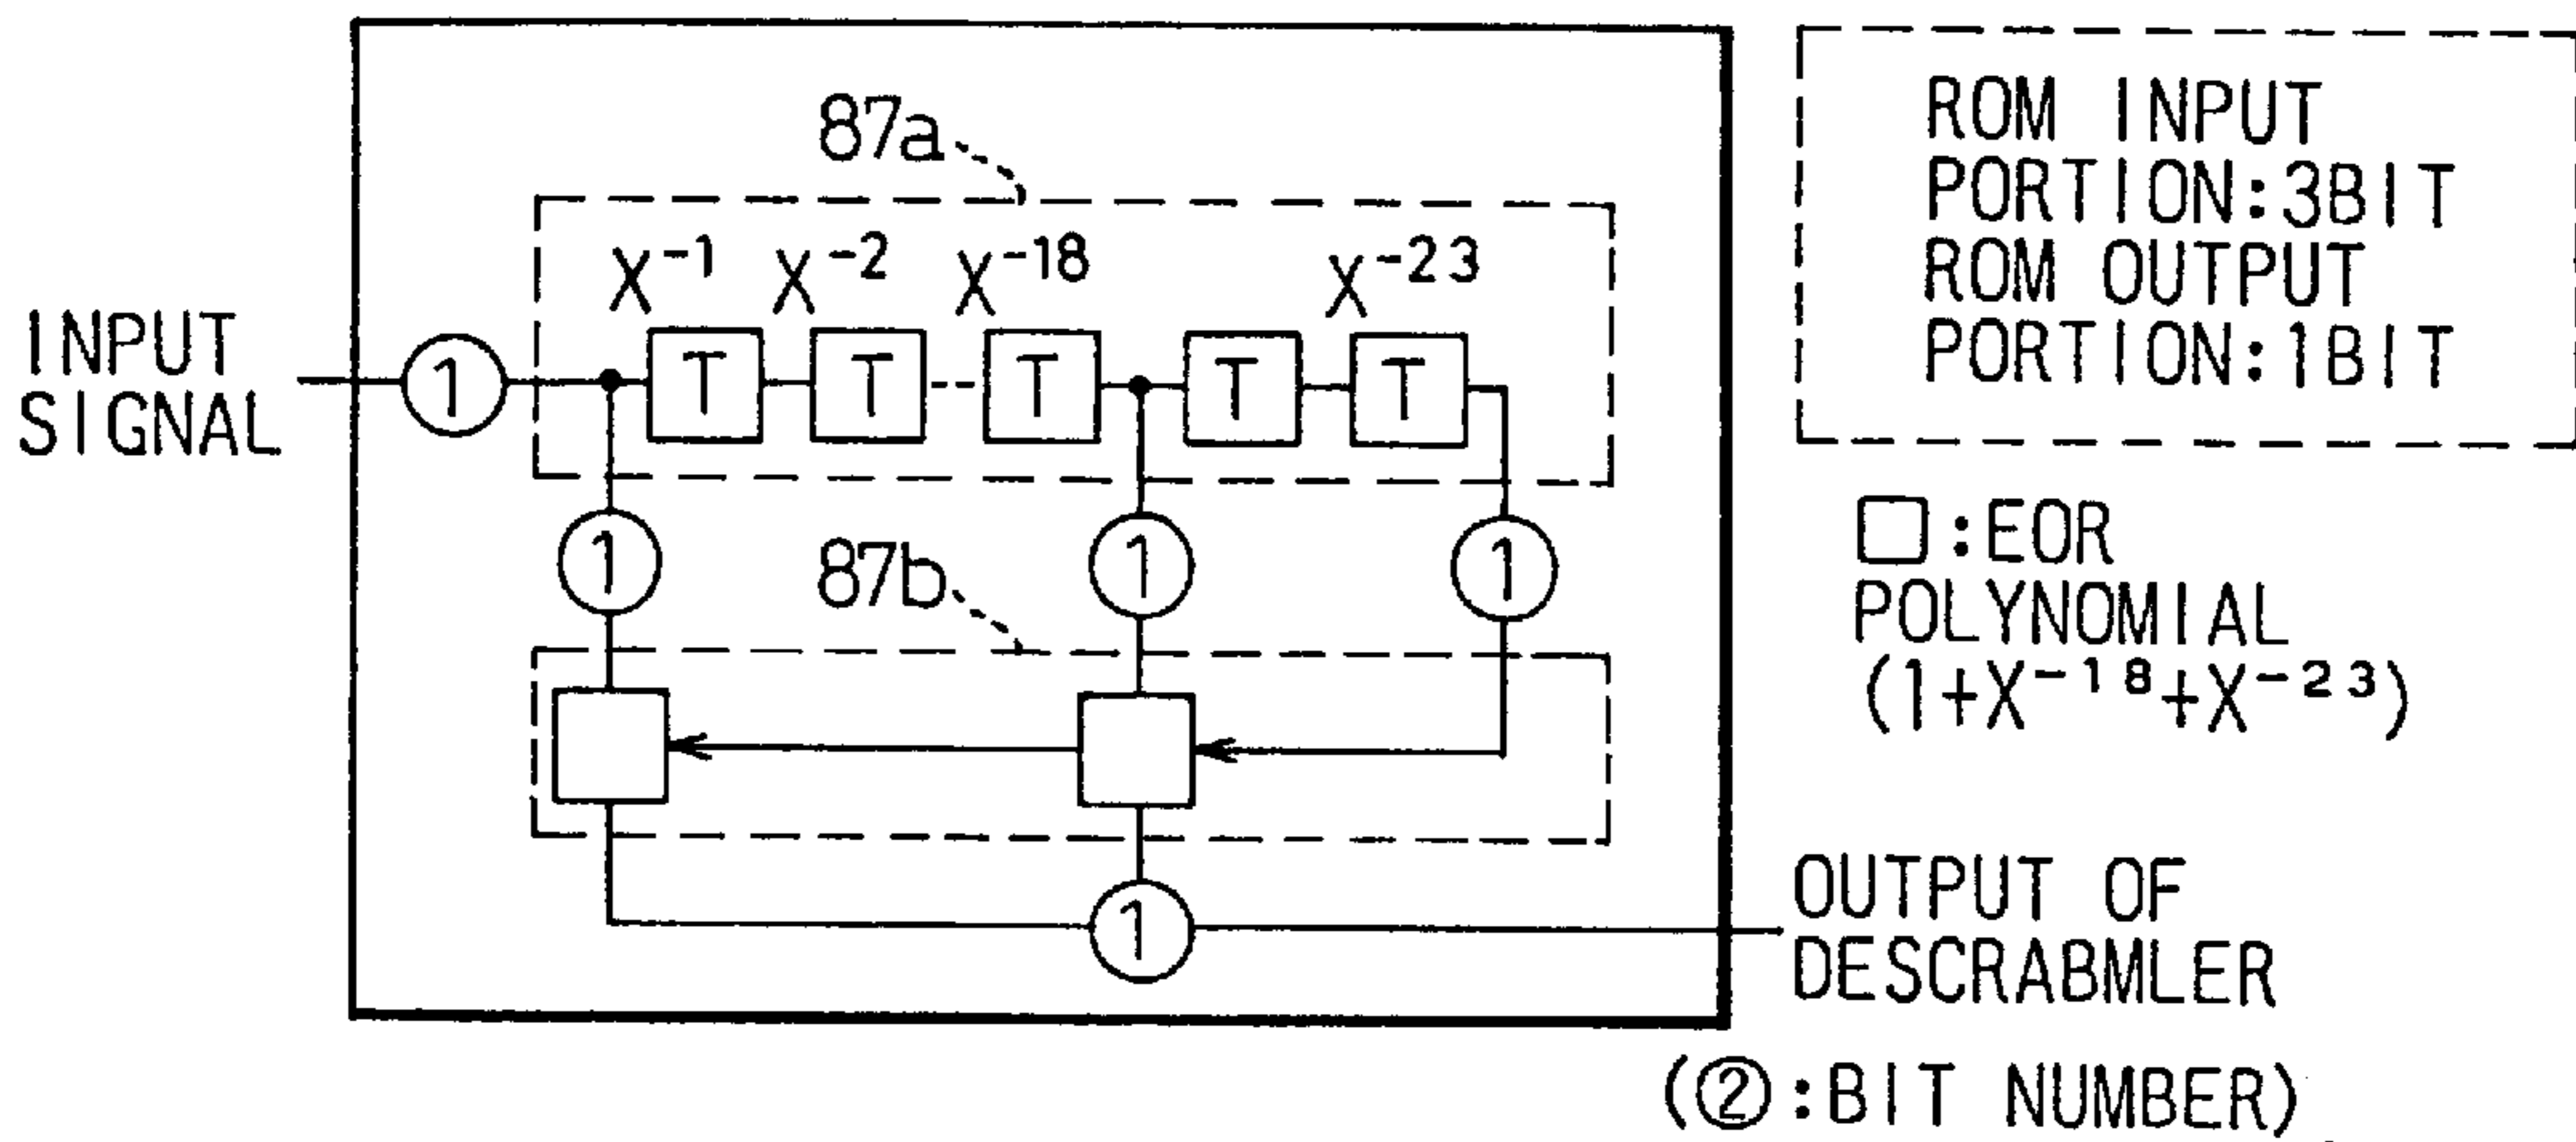 87a
X⁻¹ X⁻² X⁻¹⁸ X⁻²³
INPUT
SIGNAL
1 T T T T T
1 1 1
87b
1
ROM INPUT
PORTION:3BIT
ROM OUTPUT
PORTION:1BIT
□:EOR
POLYNOMIAL
(1+X⁻¹⁸+X⁻²³)
OUTPUT OF
DESCRABMLER
(②:BIT NUMBER)